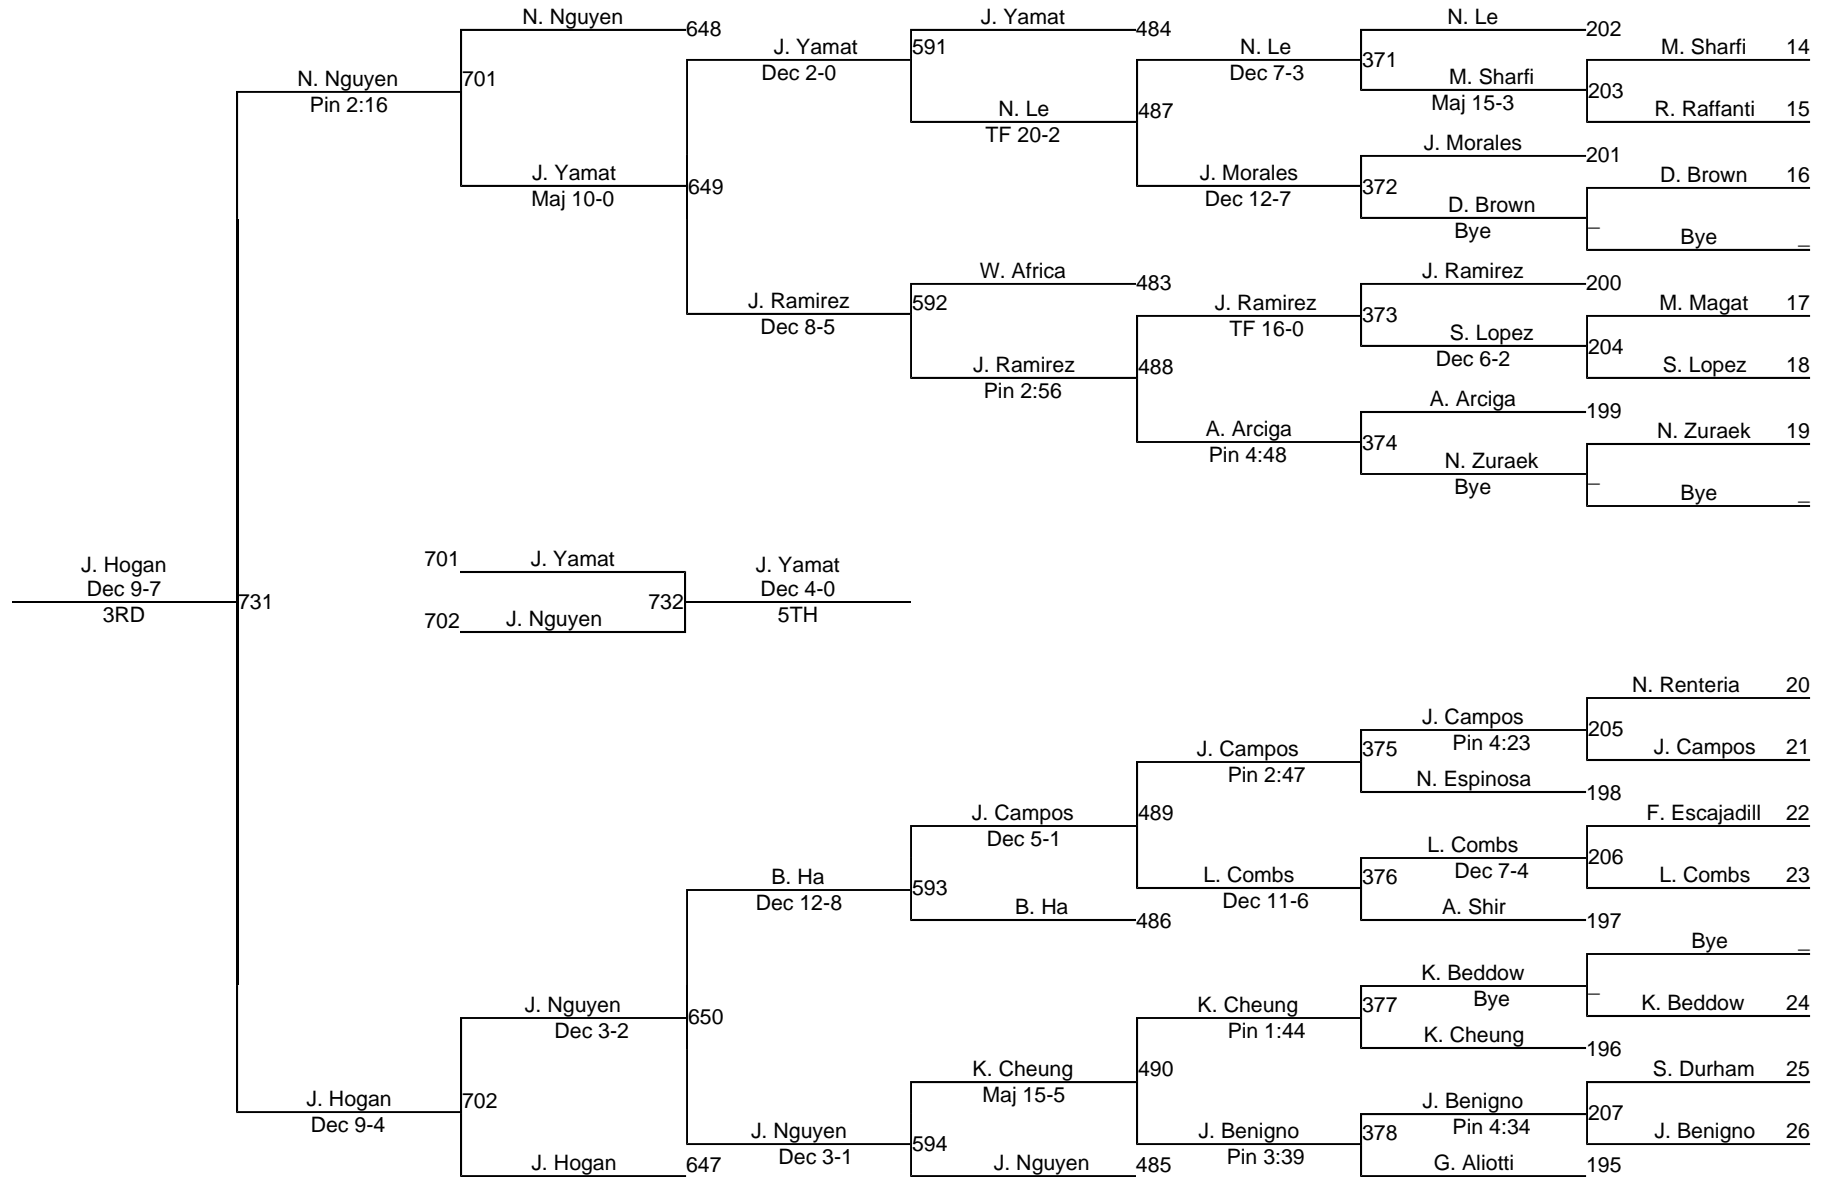 N. Nguyen
648
J. Yamat
484
N. Le
202
J. Yamat
Dec 2-0
591
N. Le
Dec 7-3
371
M. Sharfi 14
N. Nguyen
Pin 2:16
701
M. Sharfi
Maj 15-3
203
N. Le
TF 20-2
487
R. Raffanti 15
J. Morales
201
J. Yamat
Maj 10-0
649
J. Morales
Dec 12-7
372
D. Brown 16
D. Brown
Bye
_
Bye _
W. Africa
483
J. Ramirez
200
J. Ramirez
Dec 8-5
592
J. Ramirez
TF 16-0
373
M. Magat 17
S. Lopez
Dec 6-2
204
J. Ramirez
Pin 2:56
488
S. Lopez 18
A. Arciga
199
A. Arciga
Pin 4:48
374
N. Zuraek 19
N. Zuraek
Bye
_
Bye _
J. Hogan
Dec 9-7
3RD
731
701 J. Yamat
702 J. Nguyen
732
J. Yamat
Dec 4-0
5TH
N. Renteria 20
J. Campos
Pin 4:23
205
J. Campos
Pin 2:47
375
J. Campos 21
N. Espinosa
198
J. Campos
Dec 5-1
489
F. Escajadill 22
L. Combs
Dec 7-4
206
B. Ha
Dec 12-8
593
L. Combs
Dec 11-6
376
L. Combs 23
B. Ha
486
A. Shir
197
Bye _
K. Beddow
Bye
_
J. Nguyen
Dec 3-2
650
K. Cheung
Pin 1:44
377
K. Beddow 24
K. Cheung
196
K. Cheung
Maj 15-5
490
S. Durham 25
J. Hogan
Dec 9-4
702
J. Benigno
Pin 4:34
207
J. Nguyen
Dec 3-1
594
J. Benigno
Pin 3:39
378
J. Benigno 26
J. Hogan
647
J. Nguyen
485
G. Aliotti
195